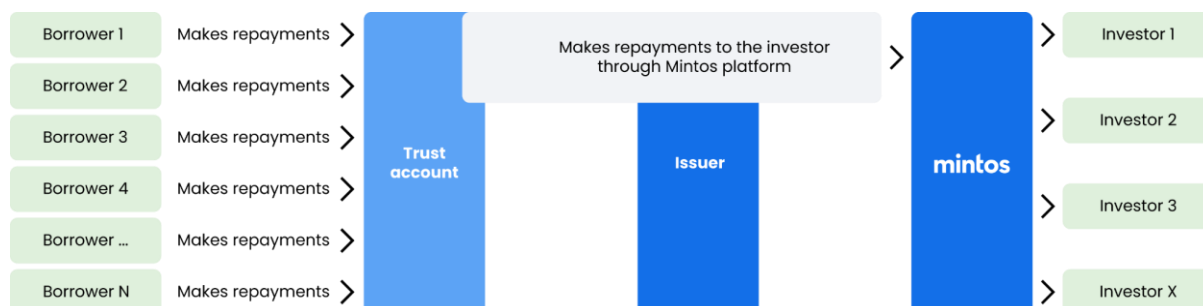 Borrower 1 Makes repayments
Borrower 2 Makes repayments
Borrower 3 Makes repayments
Borrower 4 Makes repayments
Borrower ... Makes repayments
Borrower N Makes repayments
Trust
account
Makes repayments to the investor
through Mintos platform
Issuer
mintos
Investor 1
Investor 2
Investor 3
Investor X